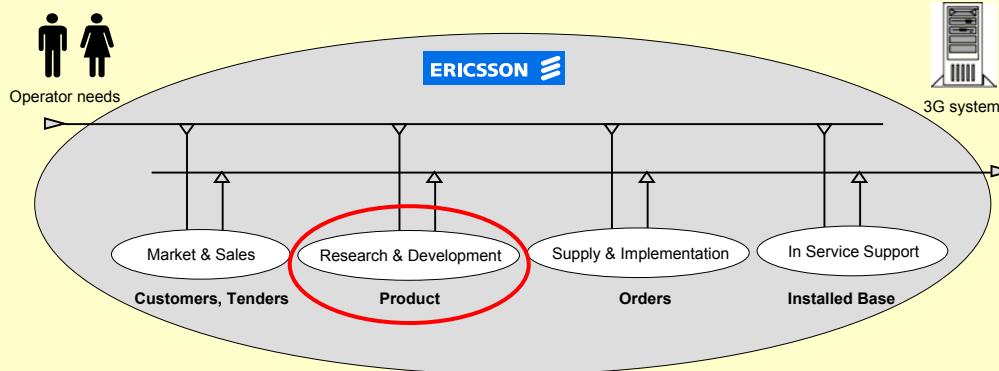 ERICSSON
Operator needs
3G system
Market & Sales
Research & Development
Supply & Implementation
In Service Support
Customers, Tenders
Product
Orders
Installed Base